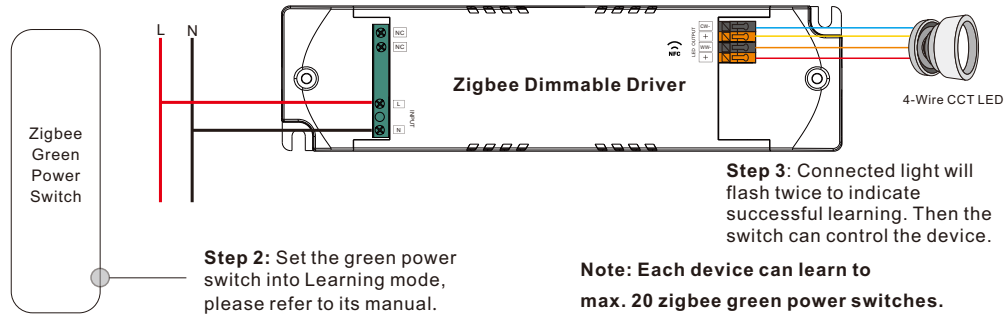 L N
NC
NC
L
N
INPUT
Zigbee Dimmable Driver
NFC
LED OUTPUT
CW-
+
WW-
+
4-Wire CCT LED
Zigbee
Green
Power
Switch
Step 2: Set the green power
switch into Learning mode,
please refer to its manual.
Step 3: Connected light will
flash twice to indicate
successful learning. Then the
switch can control the device.
Note: Each device can learn to
max. 20 zigbee green power switches.